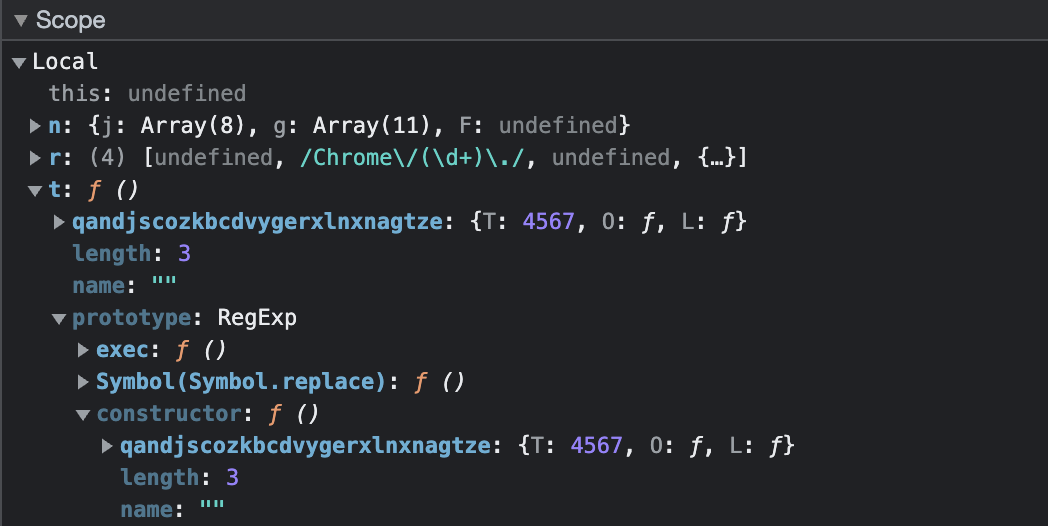 Scope
Local
this: undefined
n: {j: Array(8), g: Array(11), F: undefined}
r: (4) [undefined, /Chrome\/(\d+)\./, undefined, {…}]
t: ƒ ()
qandjscozkbcdvygerxlnxnagtze: {T: 4567, O: ƒ, L: ƒ}
length: 3
name: ""
prototype: RegExp
exec: ƒ ()
Symbol(Symbol.replace): ƒ ()
constructor: ƒ ()
qandjscozkbcdvygerxlnxnagtze: {T: 4567, O: ƒ, L: ƒ}
length: 3
name: ""